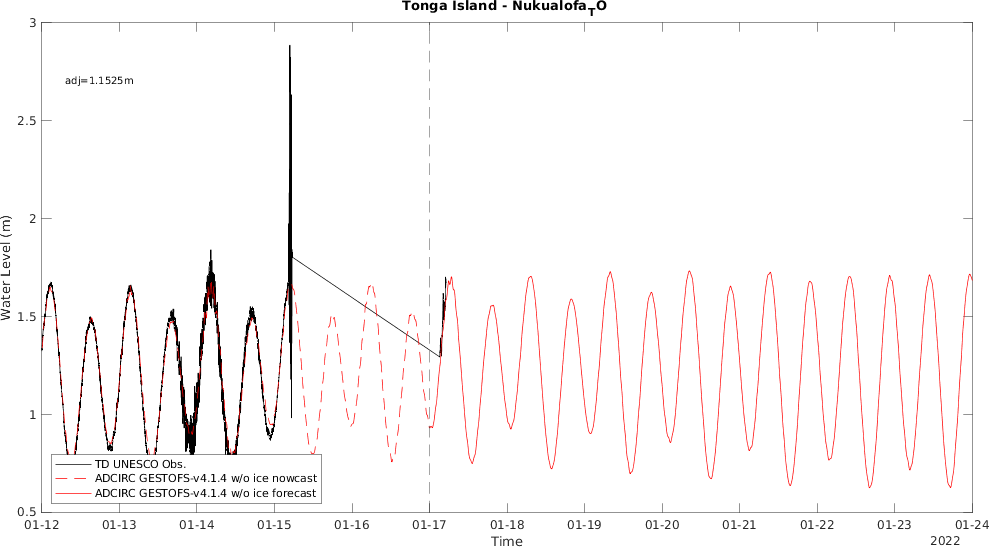 Tonga Island - NukualofaTO
3
2.5
2
1.5
1
0.5
Water Level (m)
adj=1.1525m
TD UNESCO Obs.
ADCIRC GESTOFS-v4.1.4 w/o ice nowcast
ADCIRC GESTOFS-v4.1.4 w/o ice forecast
01-12 01-13 01-14 01-15 01-16 01-17 01-18 01-19 01-20 01-21 01-22 01-23 01-24
Time
2022